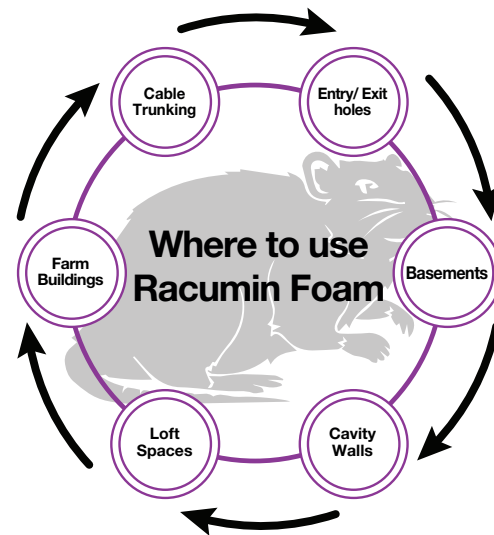 Where to use
Racumin Foam
Cable
Trunking
Entry/ Exit
holes
Basements
Cavity
Walls
Loft
Spaces
Farm
Buildings